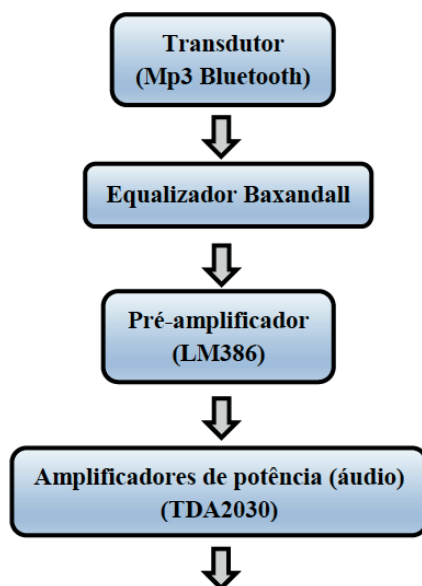 Transdutor
(Mp3 Bluetooth)
Equalizador Baxandall
Pré-amplificador
(LM386)
Amplificadores de potência (áudio)
(TDA2030)